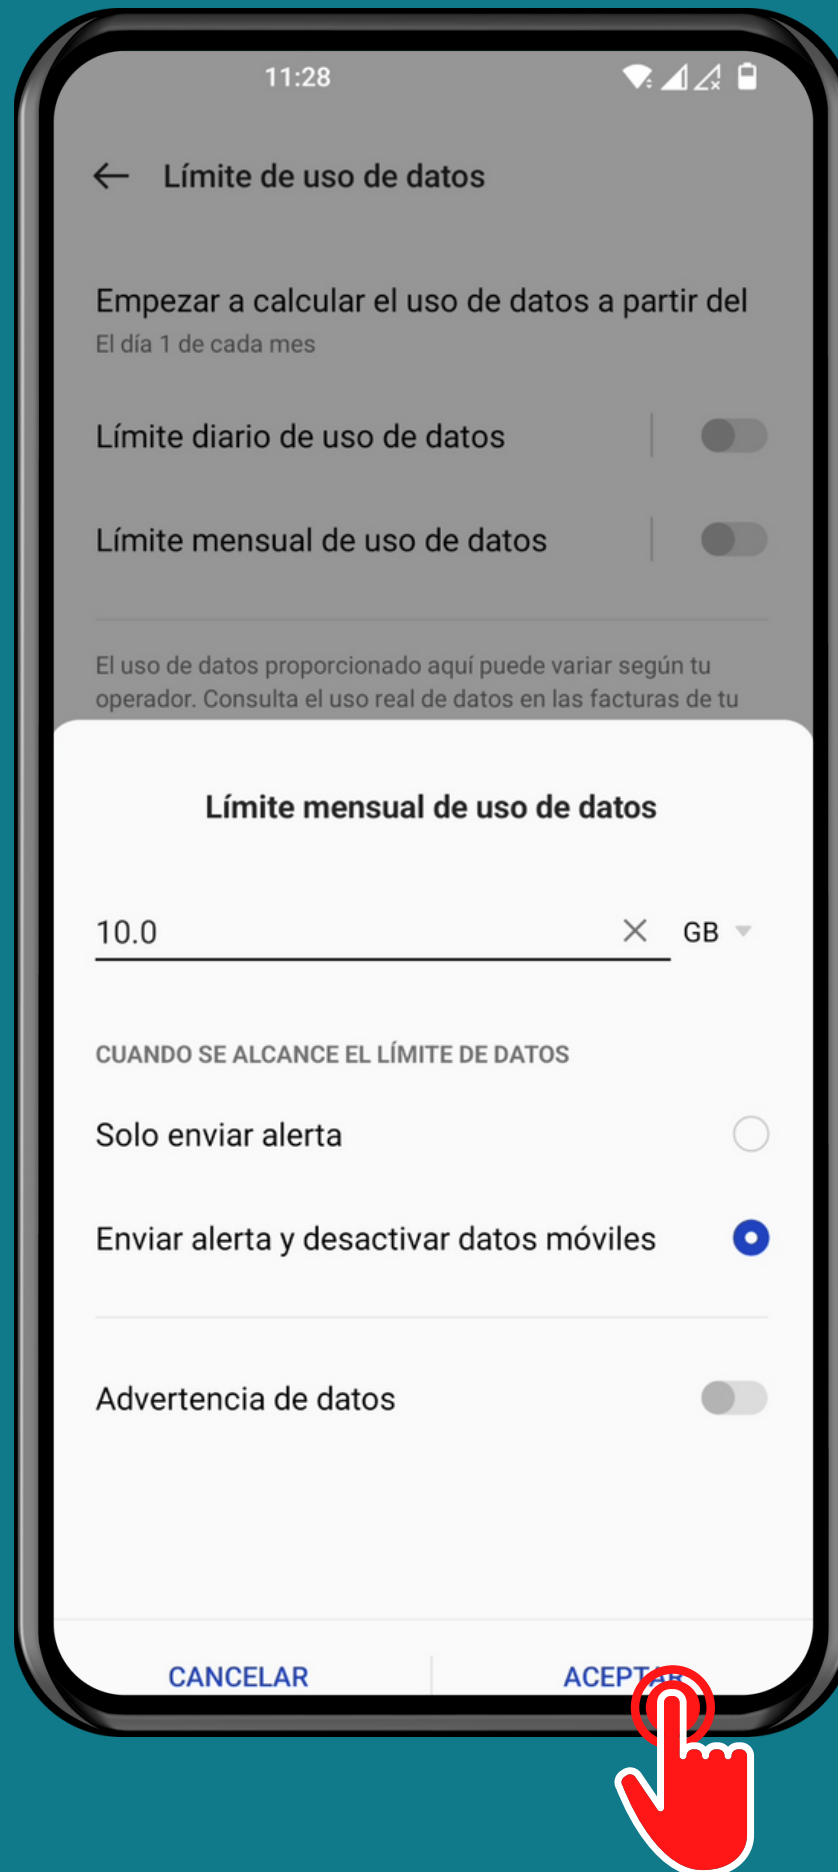 11:28
Límite de uso de datos
Empezar a calcular el uso de datos a partir del
El día 1 de cada mes
Límite diario de uso de datos
Límite mensual de uso de datos
El uso de datos proporcionado aquí puede variar según tu
operador. Consulta el uso real de datos en las facturas de tu
Límite mensual de uso de datos
10.0 GB
CUANDO SE ALCANCE EL LÍMITE DE DATOS
Solo enviar alerta
Enviar alerta y desactivar datos móviles
Advertencia de datos
CANCELAR ACEPTAR